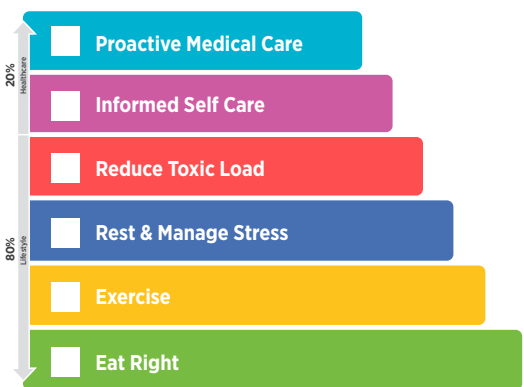 Proactive Medical Care
20%
Healthcare
Informed Self Care
Reduce Toxic Load
Rest & Manage Stress
80%
Lifestyle
Exercise
Eat Right